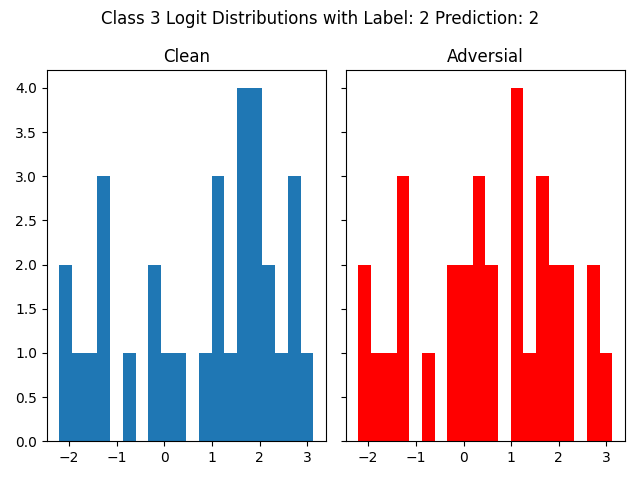 Class 3 Logit Distributions with Label: 2 Prediction: 2
Clean
Adversial
4.0
3.5
3.0
2.5
2.0
1.5
1.0
0.5
0.0
−2 −1 0 1 2 3
−2 −1 0 1 2 3